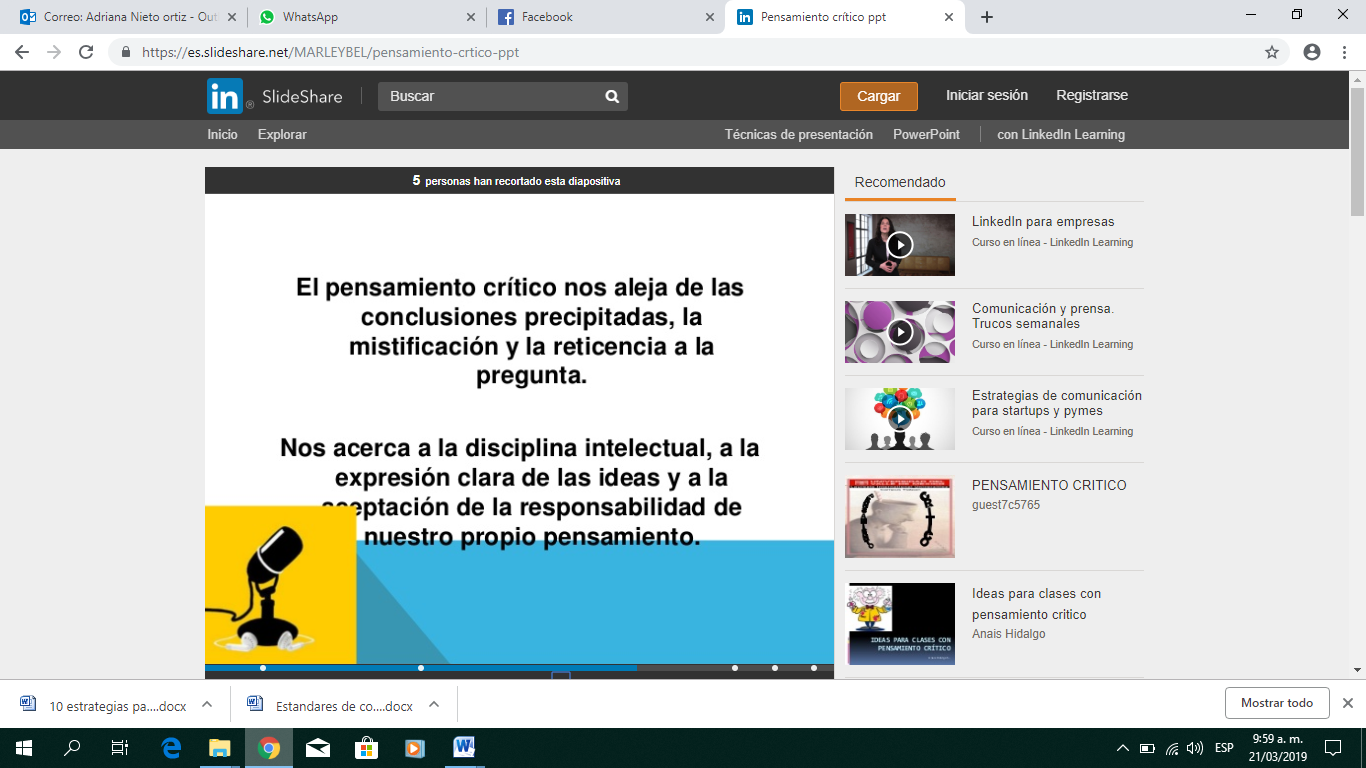 Correo: Adriana Nieto ortiz - Out
WhatsApp
Facebook
Pensamiento crítico ppt
https://es.slideshare.net/MARLEYBEL/pensamiento-crtico-ppt
in SlideShare
Buscar
Cargar
Iniciar sesión
Registrarse
Inicio
Explorar
Técnicas de presentación
PowerPoint
con LinkedIn Learning
5 personas han recortado esta diapositiva
El pensamiento crítico nos aleja de las
conclusiones precipitadas, la
mistificación y la reticencia a la
pregunta.
Nos acerca a la disciplina intelectual, a la
expresión clara de las ideas y a la
aceptación de la responsabilidad de
nuestro propio pensamiento.
Recomendado
LinkedIn para empresas
Curso en línea - LinkedIn Learning
Comunicación y prensa.
Trucos semanales
Curso en línea - LinkedIn Learning
Estrategias de comunicación
para startups y pymes
Curso en línea - LinkedIn Learning
PENSAMIENTO CRITICO
guest7c5765
IDEAS PARA CLASES CON
PENSAMIENTO CRÍTICO
Ideas para clases con
pensamiento critico
Anais Hidalgo
10 estrategias pa....docx
Estandares de co....docx
Mostrar todo
ESP
9:59 a. m.
21/03/2019